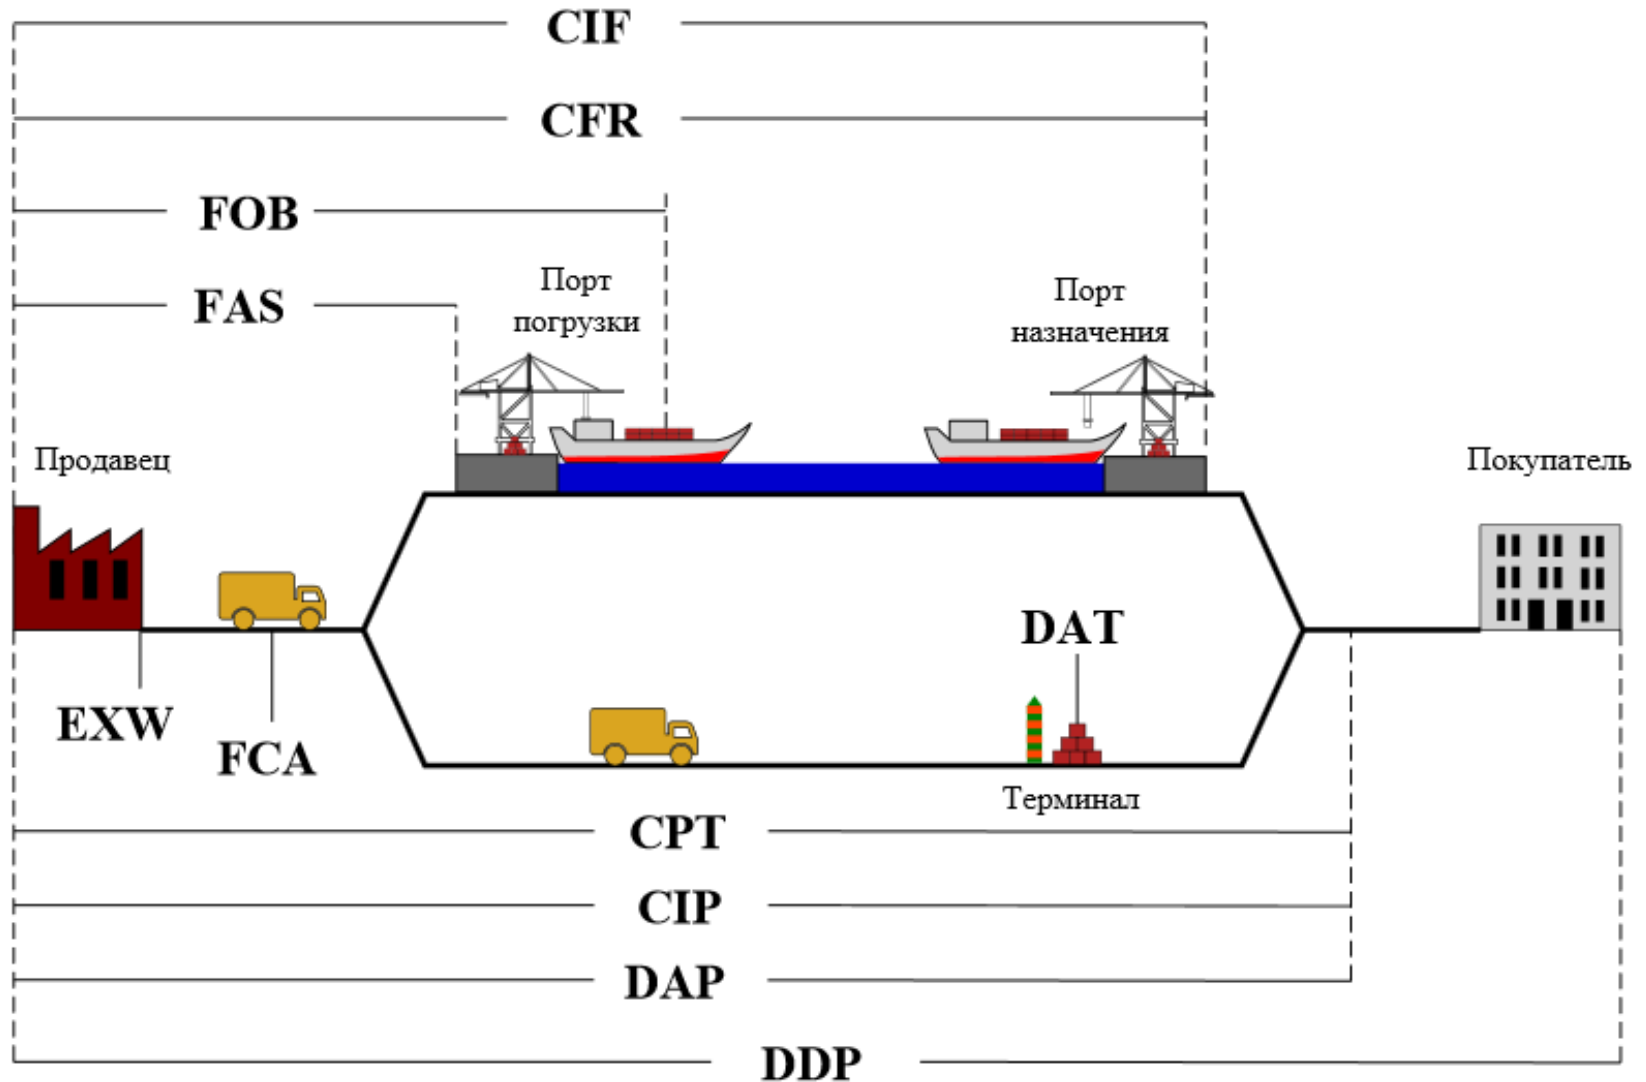 CIF
CFR
FOB
FAS
Порт
погрузки
Порт
назначения
Продавец
Покупатель
DAT
EXW
FCA
Терминал
CPT
CIP
DAP
DDP